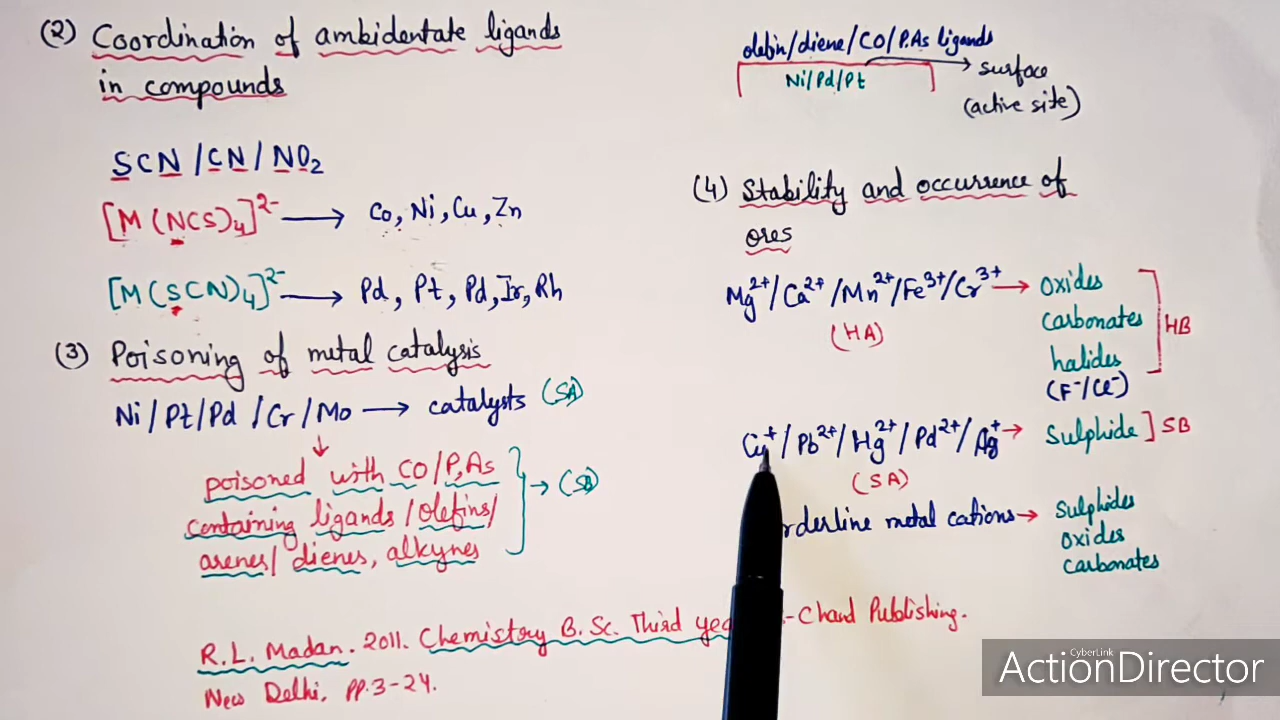 (2) Coordination of ambidentate ligands
in compounds
SCN / CN / NO2
[M(NCS)4]2- → Co, Ni, Cu, Zn
[M(SCN)4]2- → Pd, Pt, Pd, Ir, Rh
(3) Poisoning of metal catalysis
Ni / Pt / Pd / Cr / Mo → catalysts (SA)
↓
poisoned with CO/P, As
containing ligands / olefins/
arenes/ dienes, alkynes
→ (SB)
R.L. Madan. 2011. Chemistry B.Sc. Third -Chand Publishing.
New Delhi, pp.3-24.
olefin/diene/CO/P,As ligands
Ni/Pd/Pt → surface
(active site)
(4) Stability and occurrence of
ores
Mg2+/Ca2+/Mn2+/Fe3+/Cr3+ → oxides
(HA)
carbonates
HB
halides
(F-/Cl-)
Cu+/Pb2+/Hg2+/Pd2+/Ag+ → Sulphide] SB
(SA)
rderline metal cations → Sulphides
oxides
carbonates
CyberLink
ActionDirector